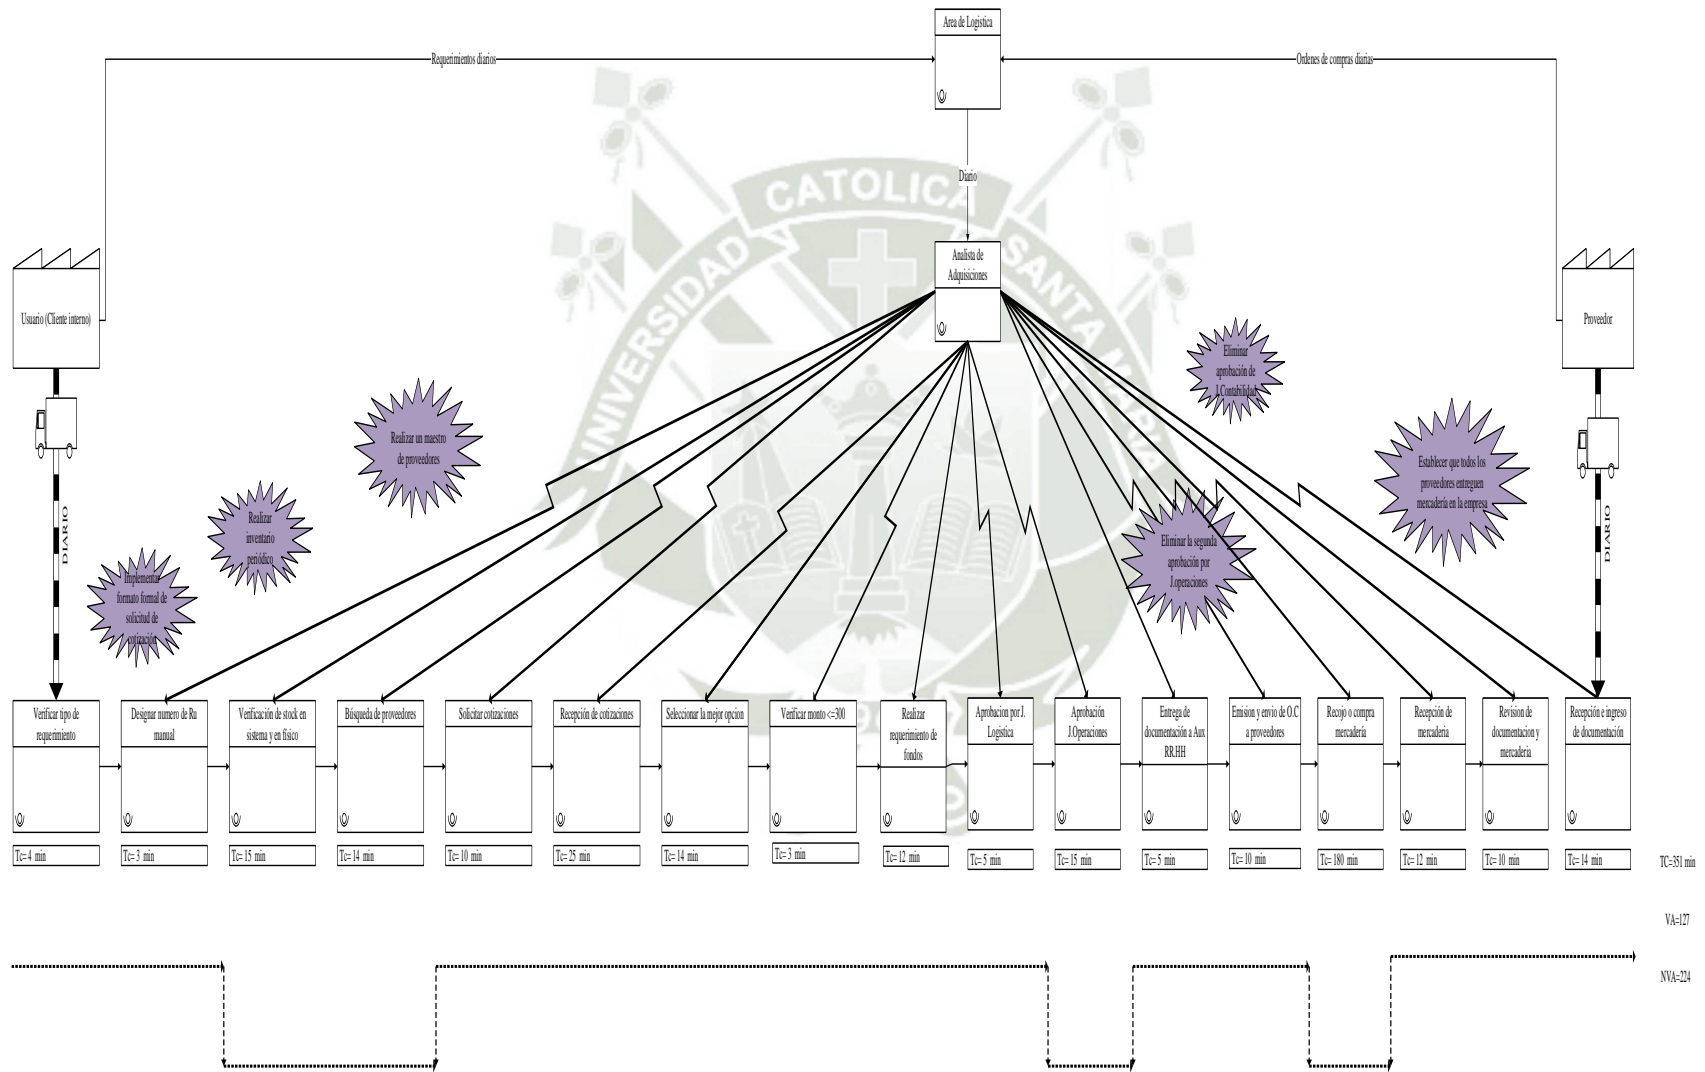 Area de Logistica
Requerimientos diarios
Ordenes de compras diarias
Diario
UNIVERSIDAD CATOLICA SANTA MARIA
Analista de
Adquisiciones
Usuario (Cliente interno)
Proveedor
Eliminar
aprobación de
J.Contabilidad
Realizar un maestro
de proveedores
Establecer que todos los
proveedores entreguen
mercadería en la empresa
Realizar
inventario
periódico
DIARIO
DIARIO
Eliminar la segunda
aprobación por
J.operaciones
Implementar
formato formal de
solicitud de
cotización
Verificar tipo de
requerimiento
Designar numero de Ru
manual
Verificación de stock en
sistema y en físico
Búsqueda de proveedores
Solicitar cotizaciones
Recepción de cotizaciones
Seleccionar la mejor opcion
Verificar monto <=300
Realizar
requerimiento de
fondos
Aprobacion por J.
Logistica
Aprobación
J.Operaciones
Entrega de
documentación a Aux
RR.HH
Emision y envio de O.C
a proveedores
Recojo o compra
mercadería
Recepción de
mercaderia
Revision de
documentacion y
mercaderia
Recepción e ingreso
de documentación
Tc= 4 min
Tc= 3 min
Tc= 15 min
Tc= 14 min
Tc= 10 min
Tc= 25 min
Tc= 14 min
Tc= 3 min
Tc= 12 min
Tc= 5 min
Tc= 15 min
Tc= 5 min
Tc= 10 min
Tc= 180 min
Tc= 12 min
Tc= 10 min
Tc= 14 min
TC=351 min
VA=127
NVA=224